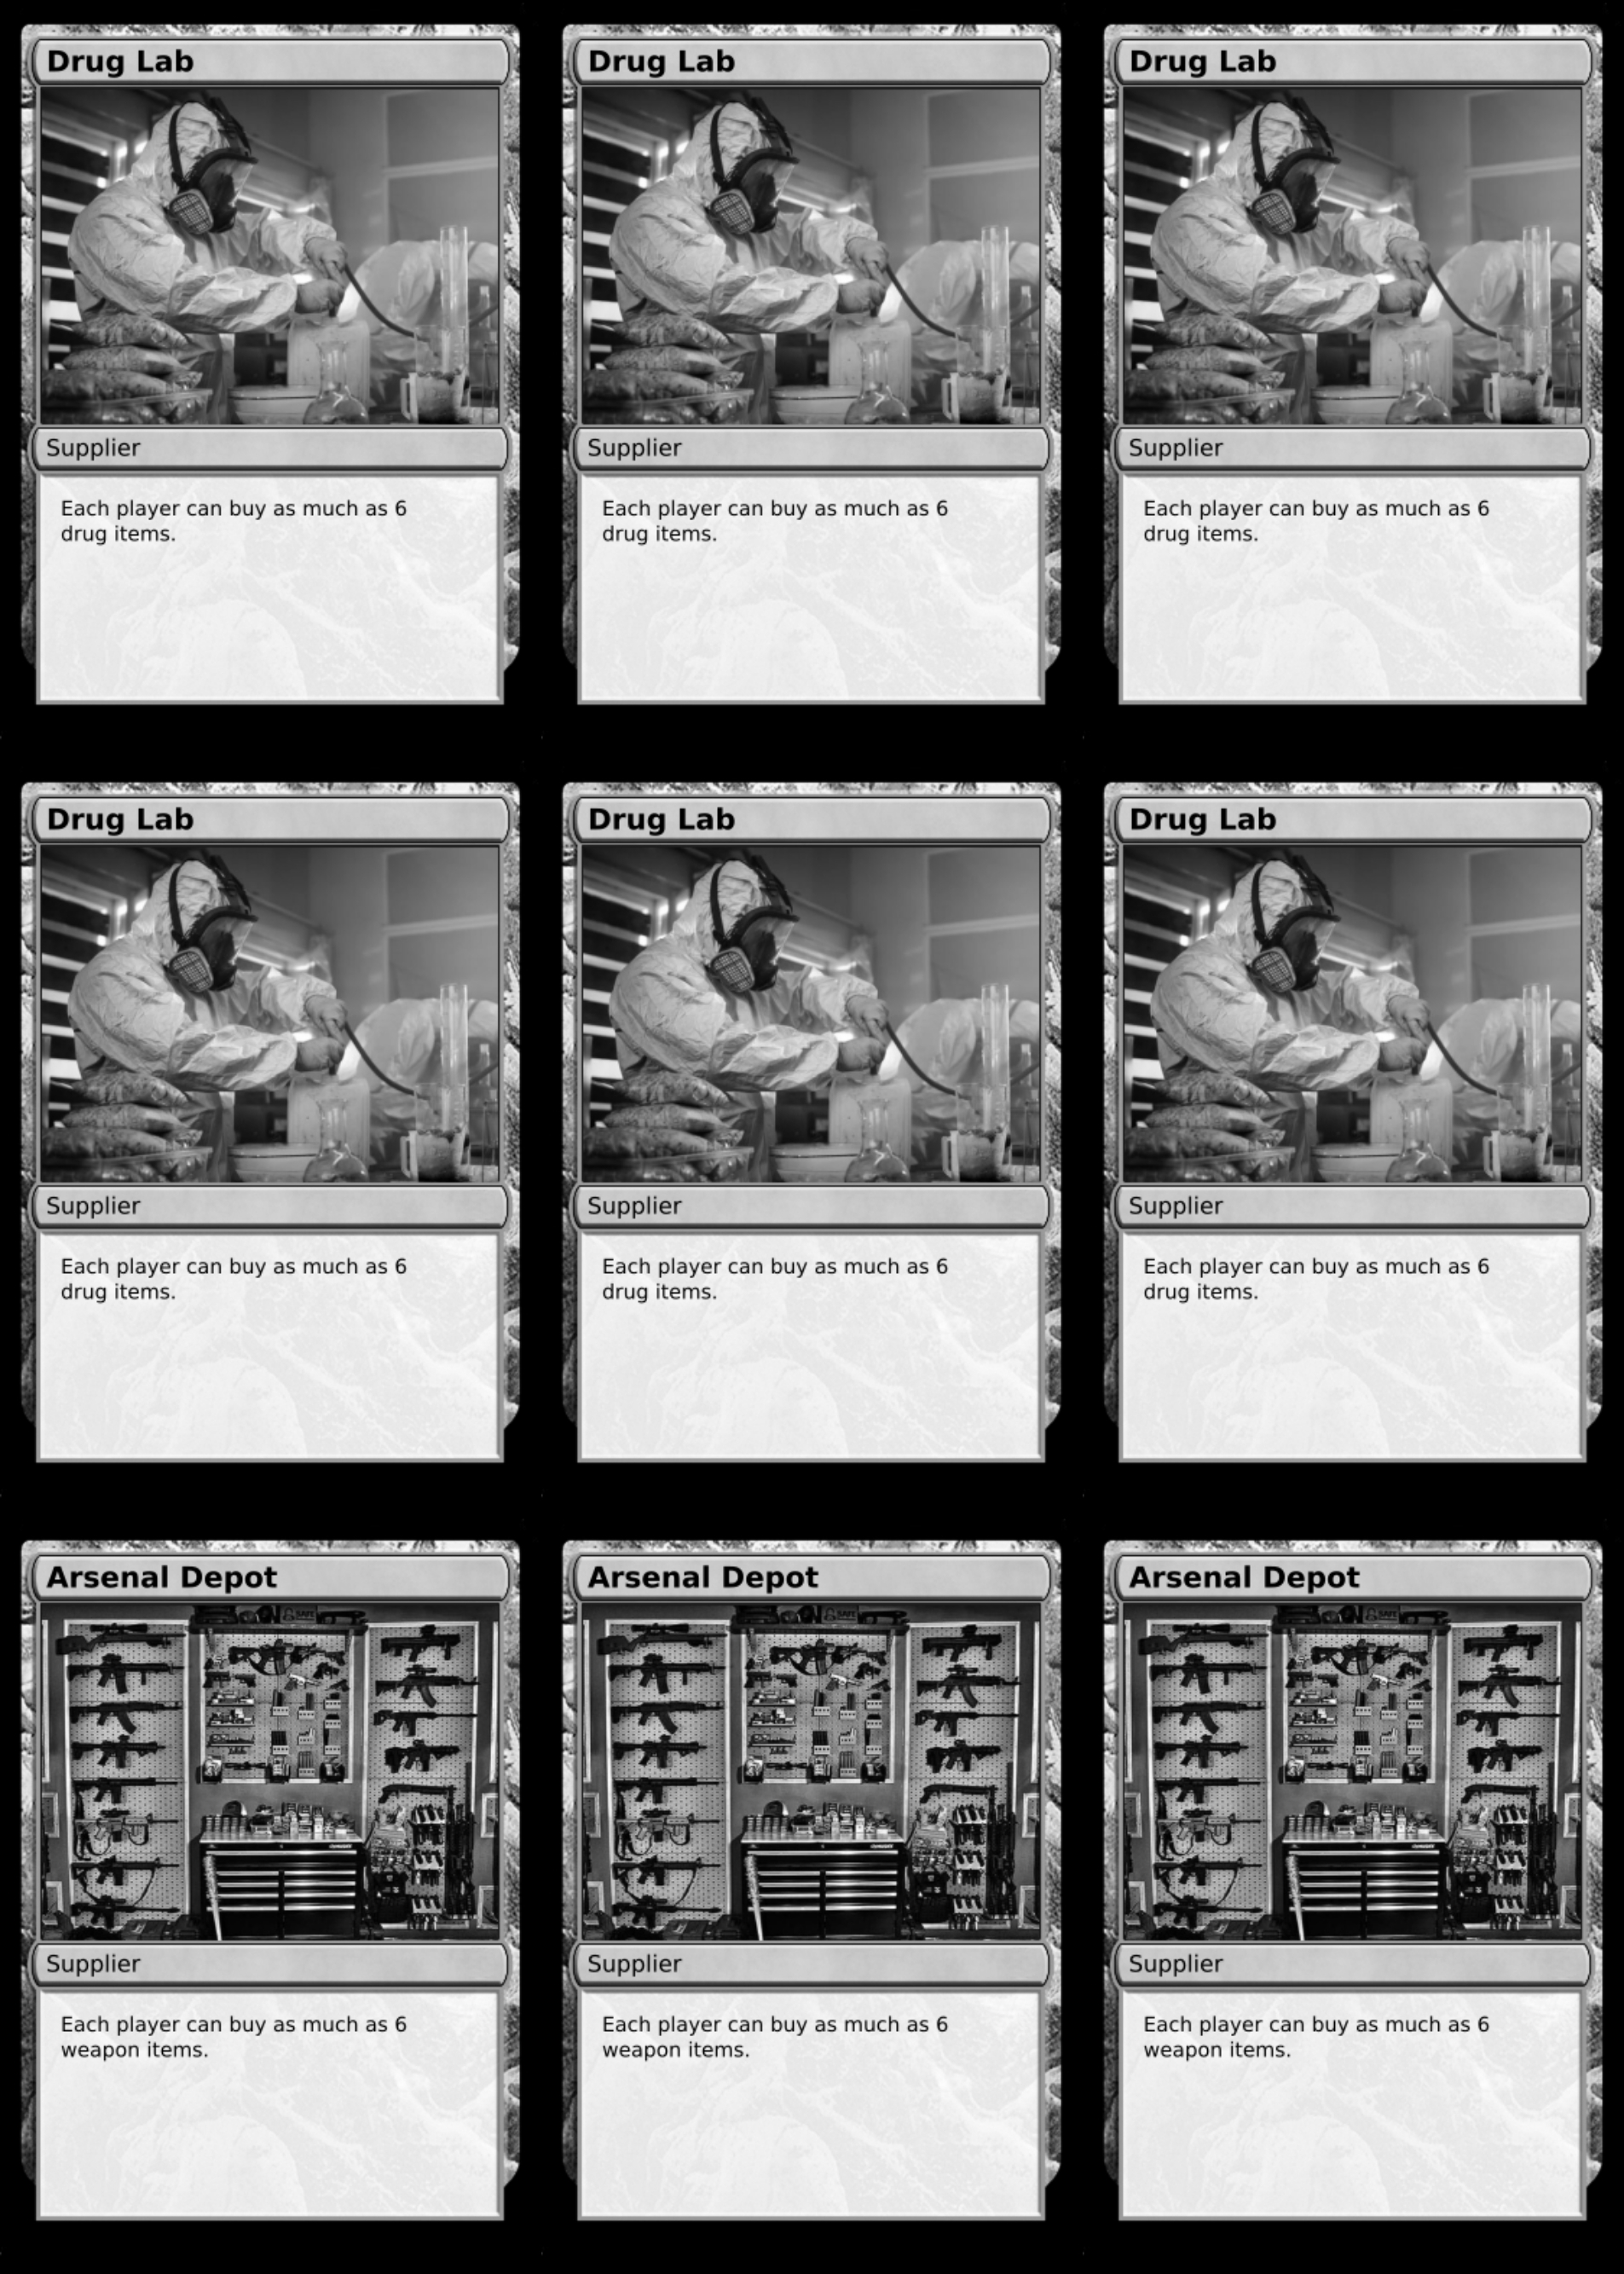 Drug Lab
Drug Lab
Drug Lab
Supplier
Supplier
Supplier
Each player can buy as much as 6
drug items.
Each player can buy as much as 6
drug items.
Each player can buy as much as 6
drug items.
Drug Lab
Drug Lab
Drug Lab
Supplier
Supplier
Supplier
Each player can buy as much as 6
drug items.
Each player can buy as much as 6
drug items.
Each player can buy as much as 6
drug items.
Arsenal Depot
Arsenal Depot
Arsenal Depot
SAFE
SAFE
SAFE
Supplier
Supplier
Supplier
Each player can buy as much as 6
weapon items.
Each player can buy as much as 6
weapon items.
Each player can buy as much as 6
weapon items.